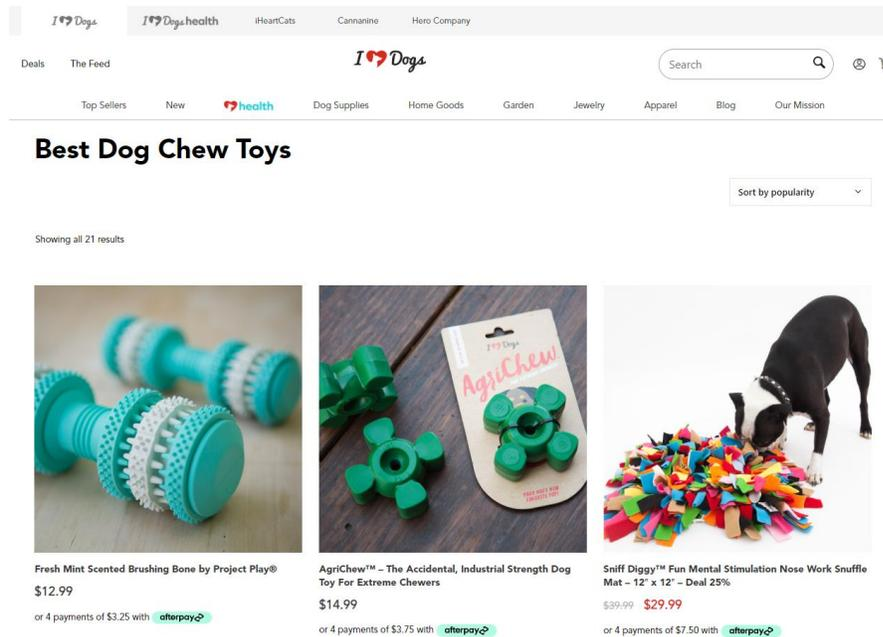 I Dogs
I Dogs health
iHeartCats
Cannanine
Hero Company
Deals
The Feed
I Dogs
Search
Top Sellers
New
health
Dog Supplies
Home Goods
Garden
Jewelry
Apparel
Blog
Our Mission
Best Dog Chew Toys
Sort by popularity
Showing all 21 results
I Dogs
AgriChew
YOUR DOG'S NEW
FAVORITE TOY!
Fresh Mint Scented Brushing Bone by Project Play®
$12.99
or 4 payments of $3.25 with afterpay
AgriChew™ – The Accidental, Industrial Strength Dog
Toy For Extreme Chewers
$14.99
or 4 payments of $3.75 with afterpay
Sniff Diggy™ Fun Mental Stimulation Nose Work Snuffle
Mat – 12" x 12" – Deal 25%
$39.99 $29.99
or 4 payments of $7.50 with afterpay